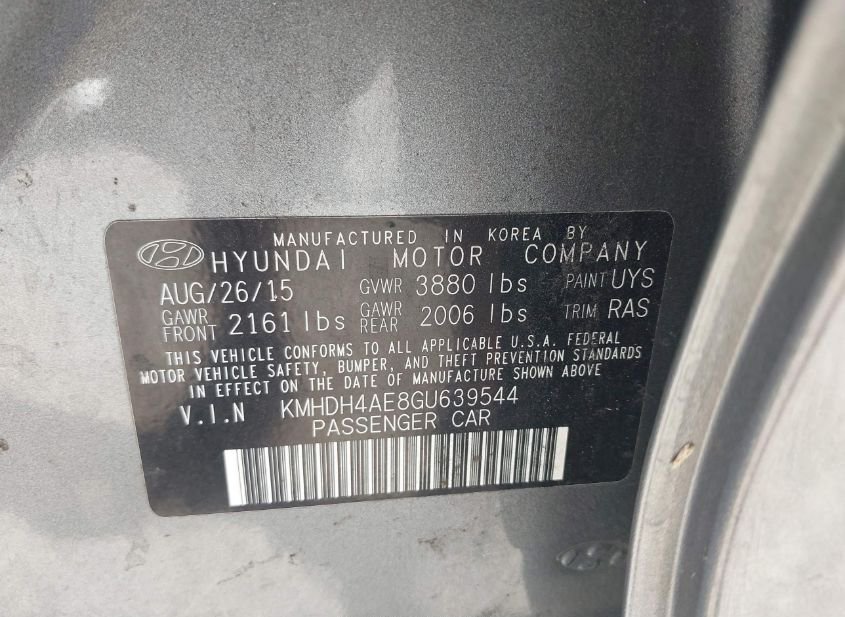 MANUFACTURED IN KOREA BY
HYUNDAI MOTOR COMPANY
AUG/26/15 GVWR 3880 lbs PAINT UYS
GAWR FRONT 2161 lbs GAWR REAR 2006 lbs TRIM RAS
THIS VEHICLE CONFORMS TO ALL APPLICABLE U.S.A. FEDERAL
MOTOR VEHICLE SAFETY, BUMPER, AND THEFT PREVENTION STANDARDS
IN EFFECT ON THE DATE OF MANUFACTURE SHOWN ABOVE
V.I.N KMHDH4AE8GU639544
PASSENGER CAR